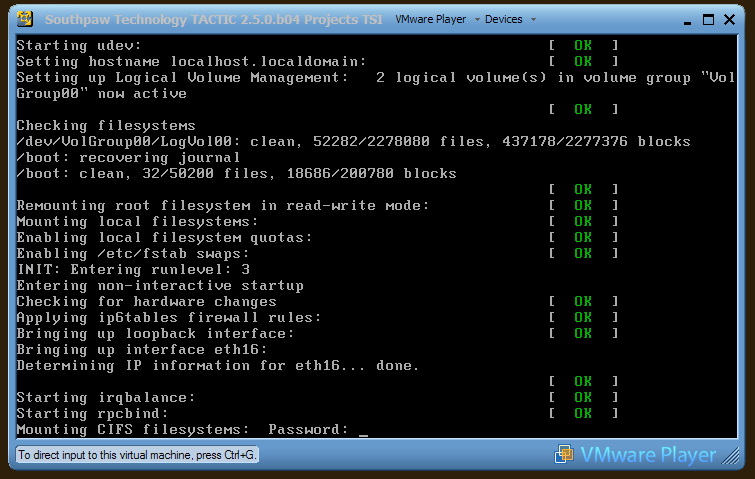 Southpaw Technology TACTIC 2.5.0.b04 Projects TSI VMware Player Devices
Starting udev: [ OK ]
Setting hostname localhost.localdomain: [ OK ]
Setting up Logical Volume Management: 2 logical volume(s) in volume group "Vol
Group00" now active
[ OK ]
Checking filesystems
/dev/VolGroup00/LogVol00: clean, 52282/2278080 files, 437178/2277376 blocks
/boot: recovering journal
/boot: clean, 32/50200 files, 18686/200780 blocks
[ OK ]
Remounting root filesystem in read-write mode: [ OK ]
Mounting local filesystems: [ OK ]
Enabling local filesystem quotas: [ OK ]
Enabling /etc/fstab swaps: [ OK ]
INIT: Entering runlevel: 3
Entering non-interactive startup
Checking for hardware changes [ OK ]
Applying ip6tables firewall rules: [ OK ]
Bringing up loopback interface: [ OK ]
Bringing up interface eth16:
Determining IP information for eth16... done.
[ OK ]
Starting irqbalance: [ OK ]
Starting rpcbind: [ OK ]
Mounting CIFS filesystems: Password: _
To direct input to this virtual machine, press Ctrl+G. VMware Player